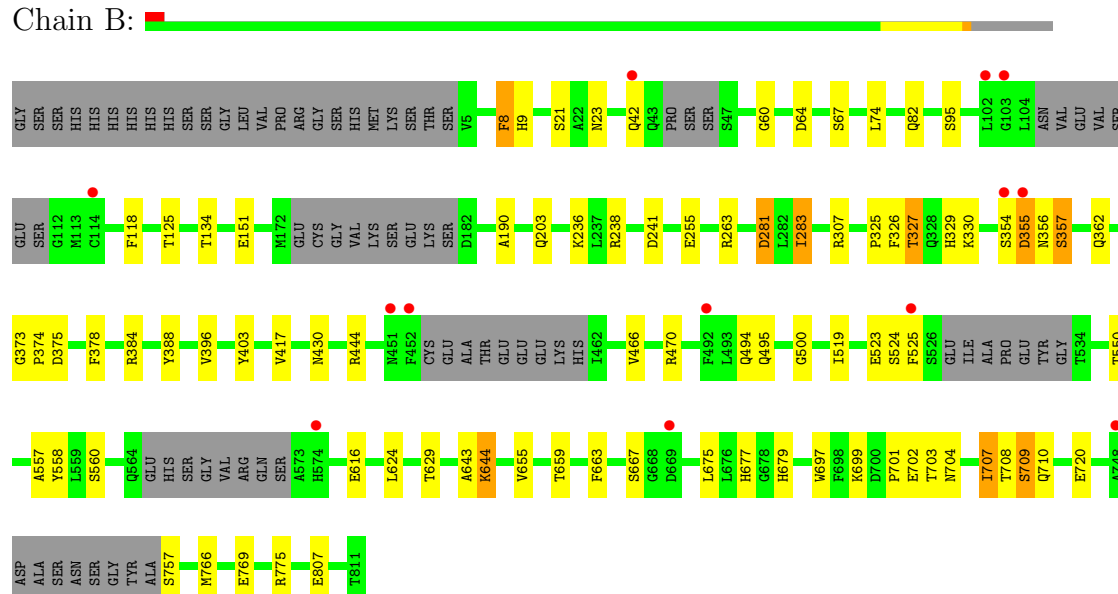 Chain B:
GLY SER SER HIS HIS HIS HIS HIS HIS SER SER GLY LEU VAL PRO ARG GLY SER HIS MET LYS SER THR SER V5 F8 H9 S21 A22 N23 Q42 Q43 PRO SER SER S47 G60 D64 S67 L74 Q82 S95 L102 G103 L104 ASN VAL GLU VAL SER
GLU SER G112 M113 C114 F118 T125 T134 E151 M172 GLU CYS GLY VAL LYS SER GLU LYS SER D182 A190 Q203 K236 L237 R238 D241 E255 R263 D281 L282 I283 R307 P325 F326 T327 Q328 H329 K330 S354 D355 N356 S357 Q362
G373 P374 D375 F378 R384 Y388 V396 Y403 V417 N430 R444 N451 F452 CYS GLU ALA THR GLU GLU GLU LYS HIS I462 V466 R470 F492 L493 Q494 Q495 G500 I519 E523 S524 F525 S526 GLU ILE ALA PRO GLU TYR GLY T534 T550
A557 Y558 L559 S560 Q564 GLU HIS SER GLY VAL ARG GLN SER A573 H574 E616 L624 T629 A643 K644 V655 T659 F663 S667 G668 D669 L675 L676 H677 G678 H679 W697 F698 K699 D700 P701 E702 T703 N704 I707 T708 S709 Q710 E720 A748
ASP ALA SER ASN SER GLY TYR ALA S757 M766 E769 R775 E807 T811